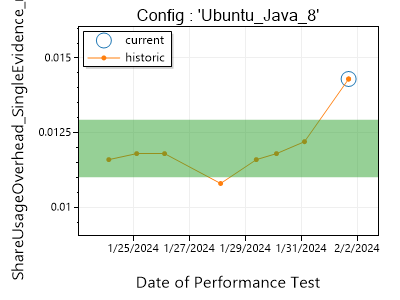 Config : 'Ubuntu_Java_8'
current
historic
0.015
0.0125
0.01
1/25/2024
1/27/2024
1/29/2024
1/31/2024
2/2/2024
ShareUsageOverhead_SingleEvidence_
Date of Performance Test